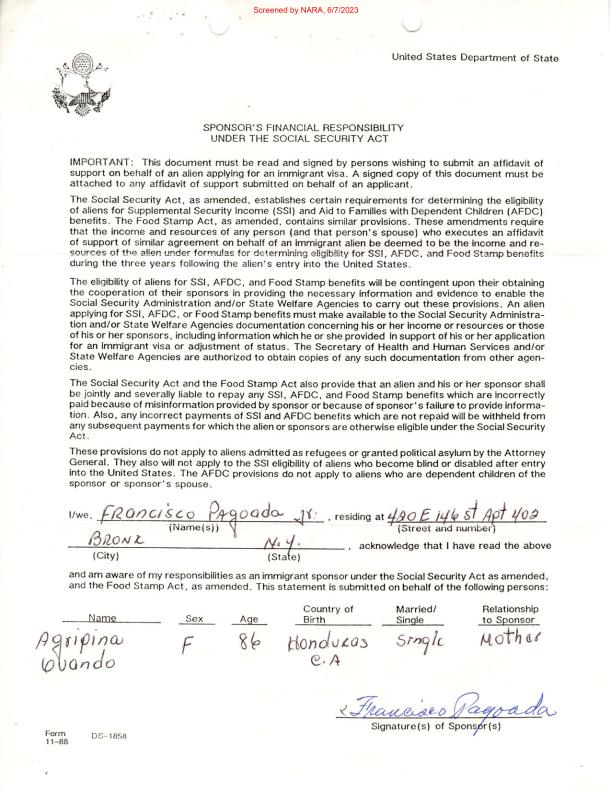 Screened by NARA, 6/7/2023
United States Department of State
SPONSOR'S FINANCIAL RESPONSIBILITY
UNDER THE SOCIAL SECURITY ACT
IMPORTANT: This document must be read and signed by persons wishing to submit an affidavit of
support on behalf of an alien applying for an immigrant visa. A signed copy of this document must be
attached to any affidavit of support submitted on behalf of an applicant.
The Social Security Act, as amended, establishes certain requirements for determining the eligibility
of aliens for Supplemental Security Income (SSI) and Aid to Families with Dependent Children (AFDC)
benefits. The Food Stamp Act, as amended, contains similar provisions. These amendments require
that the income and resources of any person (and that person's spouse) who executes an affidavit
of support of similar agreement on behalf of an immigrant alien be deemed to be the income and re-
sources of the alien under formulas for determining eligibility for SSI, AFDC, and Food Stamp benefits
during the three years following the alien's entry into the United States.
The eligibility of aliens for SSI, AFDC, and Food Stamp benefits will be contingent upon their obtaining
the cooperation of their sponsors in providing the necessary information and evidence to enable the
Social Security Administration and/or State Welfare Agencies to carry out these provisions. An alien
applying for SSI, AFDC, or Food Stamp benefits must make available to the Social Security Administra-
tion and/or State Welfare Agencies documentation concerning his or her income or resources or those
of his or her sponsors, including information which he or she provided in support of his or her application
for an immigrant visa or adjustment of status. The Secretary of Health and Human Services and/or
State Welfare Agencies are authorized to obtain copies of any such documentation from other agen-
cies.
The Social Security Act and the Food Stamp Act also provide that an alien and his or her sponsor shall
be jointly and severally liable to repay any SSI, AFDC, and Food Stamp benefits which are incorrectly
paid because of misinformation provided by sponsor or because of sponsor's failure to provide informa-
tion. Also, any incorrect payments of SSI and AFDC benefits which are not repaid will be withheld from
any subsequent payments for which the alien or sponsors are otherwise eligible under the Social Security
Act.
These provisions do not apply to aliens admitted as refugees or granted political asylum by the Attorney
General. They also will not apply to the SSI eligibility of aliens who become blind or disabled after entry
into the United States. The AFDC provisions do not apply to aliens who are dependent children of the
sponsor or sponsor's spouse.
I/we, Francisco Pagoada Jr. , residing at 420 E 146 St Apt 402
(Name(s)) (Street and number)
Bronx N.Y. , acknowledge that I have read the above
(City) (State)
and am aware of my responsibilities as an immigrant sponsor under the Social Security Act as amended,
and the Food Stamp Act, as amended. This statement is submitted on behalf of the following persons:
Name Sex Age Country of Birth Married/ Single Relationship to Sponsor
Agripina F 86 Honduras Single Mother
Ovando C.A
Francisco Pagoada
Signature(s) of Sponsor(s)
Form DS-1858
11-88